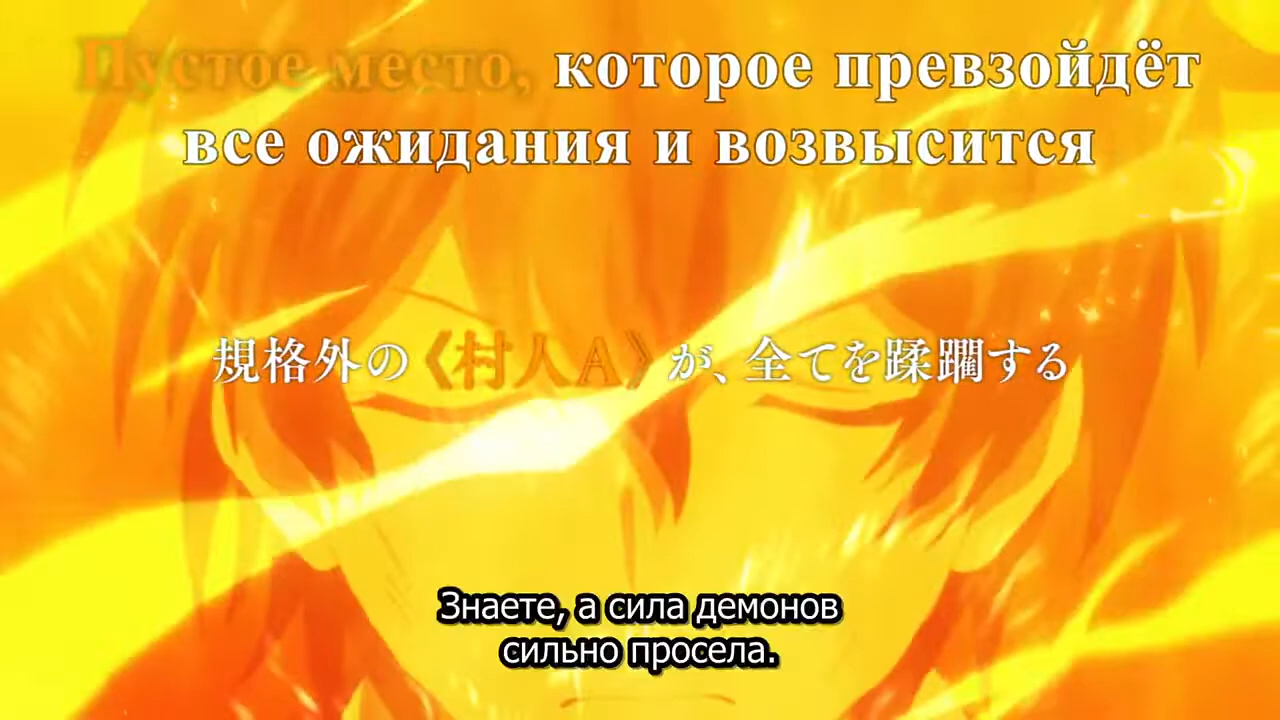 Пустое место, которое превзойдёт
все ожидания и возвысится
規格外の《村人A》が、全てを蹂躙する
Знаете, а сила демонов
сильно просела.